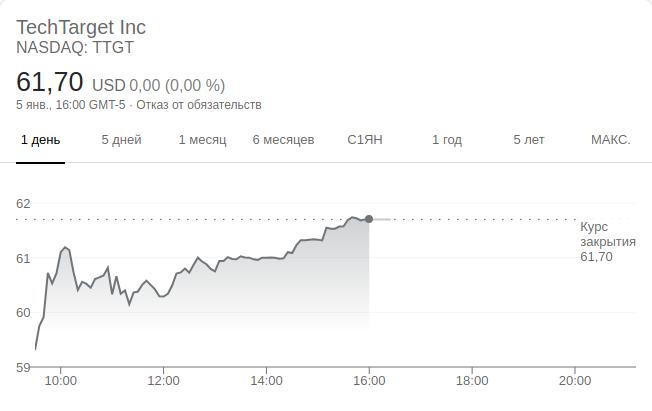 TechTarget Inc
NASDAQ: TTGT
61,70 USD 0,00 (0,00 %)
5 янв., 16:00 GMT-5 · Отказ от обязательств
1 день 5 дней 1 месяц 6 месяцев С1ЯН 1 год 5 лет МАКС.
62
Курс
закрытия
61,70
61
60
59
10:00 12:00 14:00 16:00 18:00 20:00